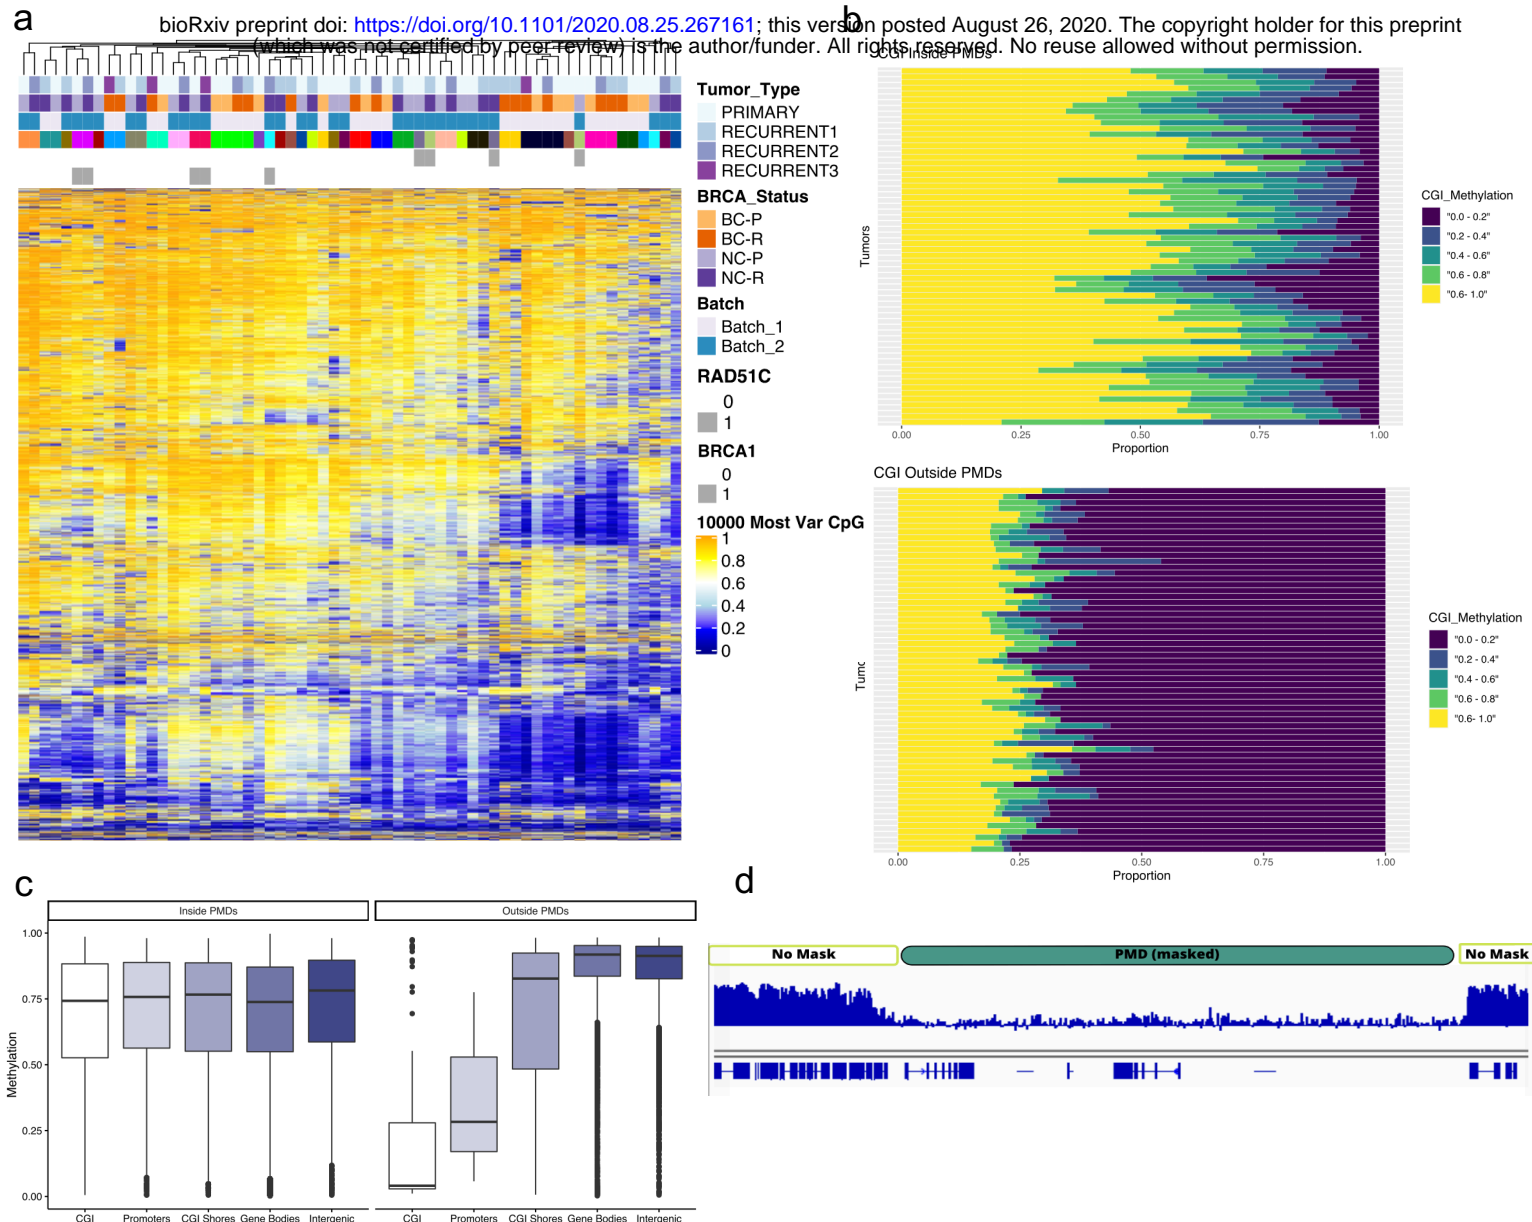 a
bioRxiv preprint doi: https://doi.org/10.1101/2020.08.25.267161; this version posted August 26, 2020. The copyright holder for this preprint
(which was not certified by peer review) is the author/funder. All rights reserved. No reuse allowed without permission.
Tumor_Type
PRIMARY
RECURRENT1
RECURRENT2
RECURRENT3
BRCA_Status
BC-P
BC-R
NC-P
NC-R
Batch
Batch_1
Batch_2
RAD51C
0
1
BRCA1
0
1
10000 Most Var CpG
1
0.8
0.6
0.4
0.2
0
b
CGI Inside PMDs
Tumors
0.00 0.25 0.50 0.75 1.00
Proportion
CGI_Methylation
"0.0 - 0.2"
"0.2 - 0.4"
"0.4 - 0.6"
"0.6 - 0.8"
"0.6- 1.0"
CGI Outside PMDs
Tumc
0.00 0.25 0.50 0.75 1.00
Proportion
CGI_Methylation
"0.0 - 0.2"
"0.2 - 0.4"
"0.4 - 0.6"
"0.6 - 0.8"
"0.6- 1.0"
c
Inside PMDs Outside PMDs
Methylation
1.00
0.75
0.50
0.25
0.00
CGI Promoters CGI Shores Gene Bodies Intergenic CGI Promoters CGI Shores Gene Bodies Intergenic
d
No Mask PMD (masked) No Mask